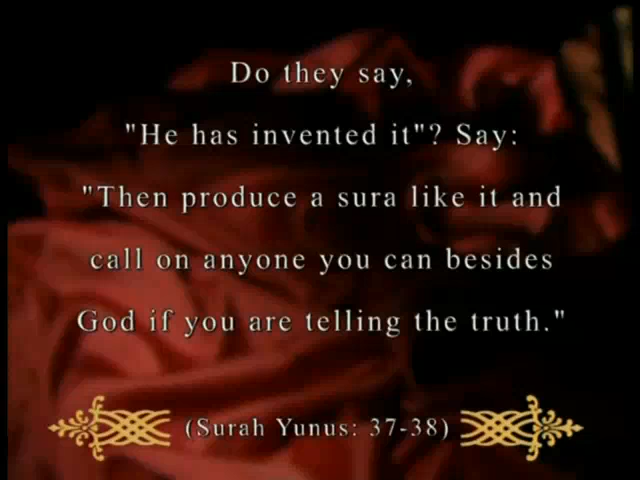 Do they say,
"He has invented it"? Say:
"Then produce a sura like it and
call on anyone you can besides
God if you are telling the truth."
(Surah Yunus: 37-38)